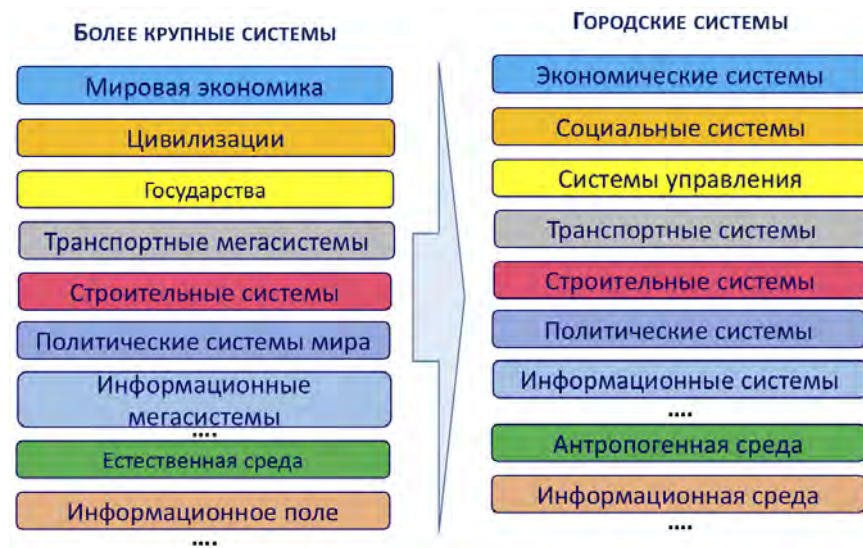 Более крупные системы
Мировая экономика
Цивилизации
Государства
Транспортные мегасистемы
Строительные системы
Политические системы мира
Информационные
мегасистемы
....
Естественная среда
Информационное поле
....
Городские системы
Экономические системы
Социальные системы
Системы управления
Транспортные системы
Строительные системы
Политические системы
Информационные системы
....
Антропогенная среда
Информационная среда
....